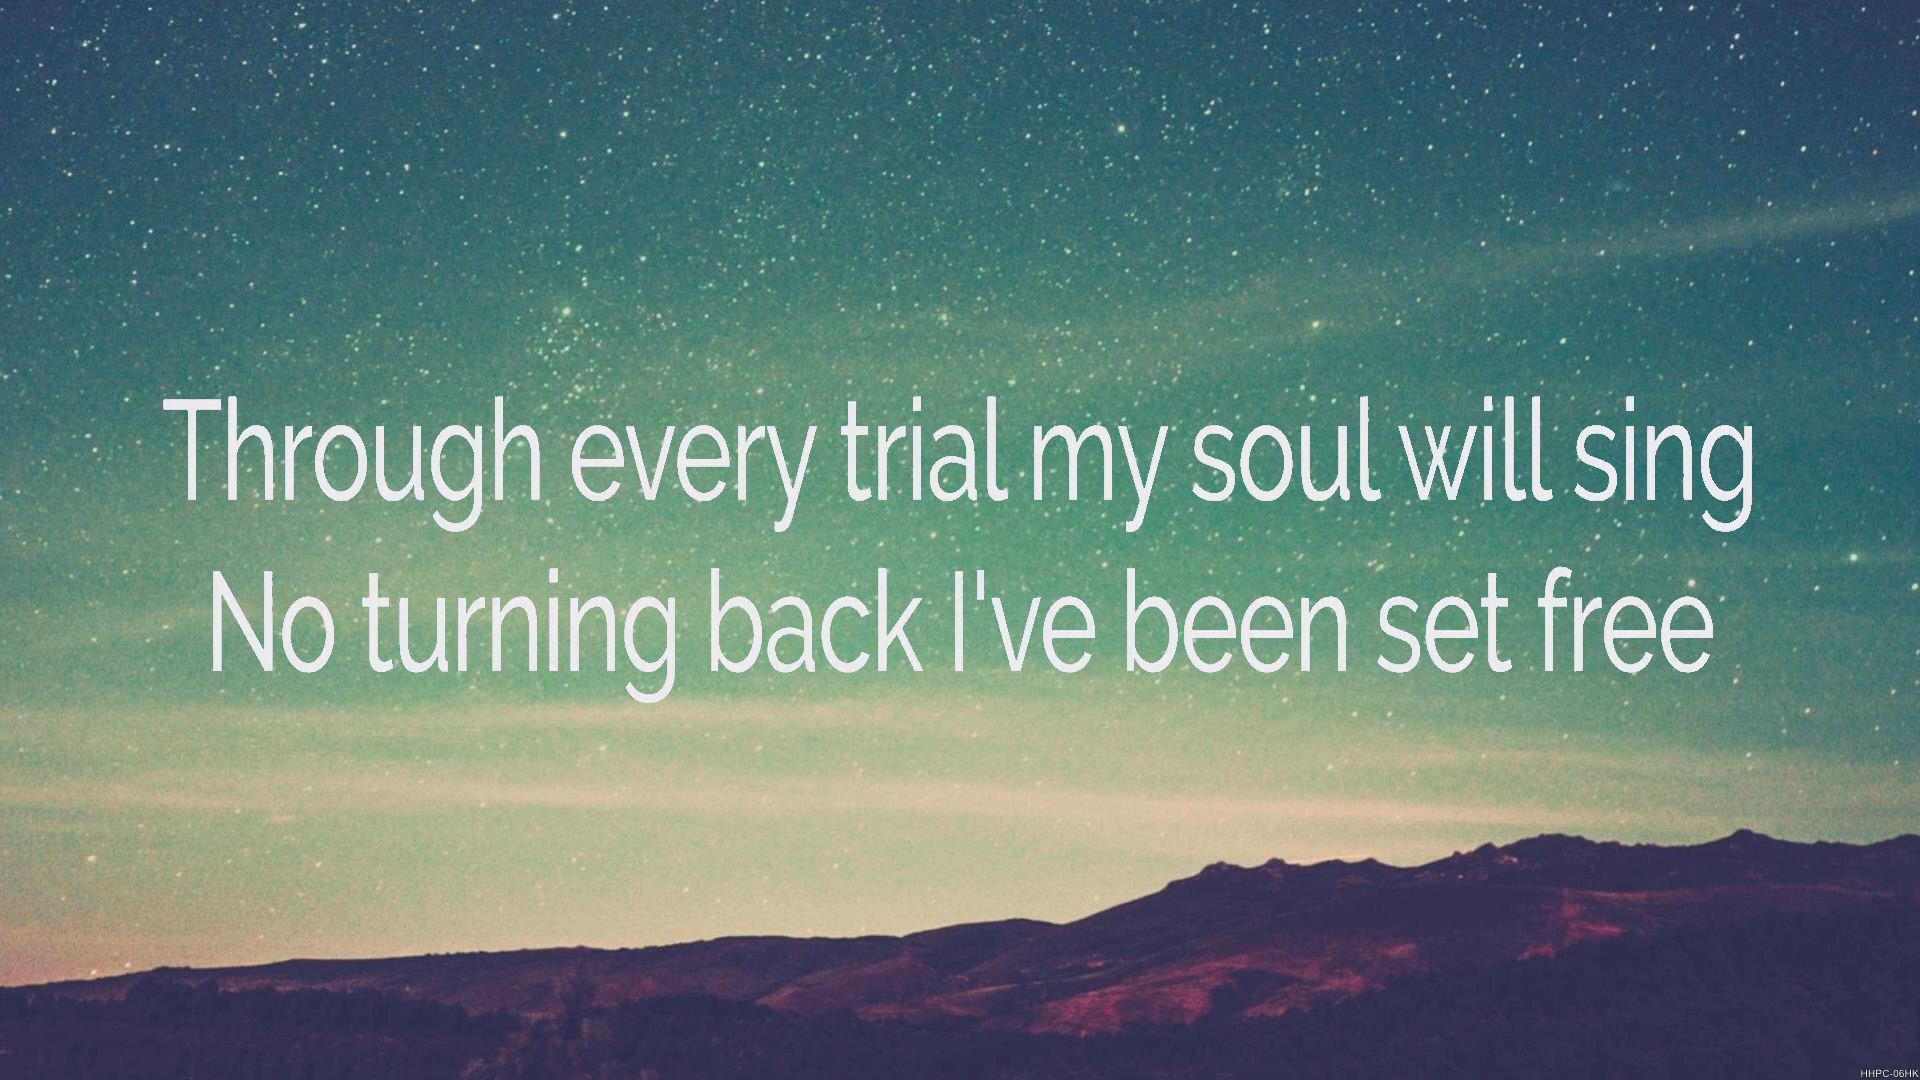 Through every trial my soul will sing
No turning back I've been set free
HHPC-06HK